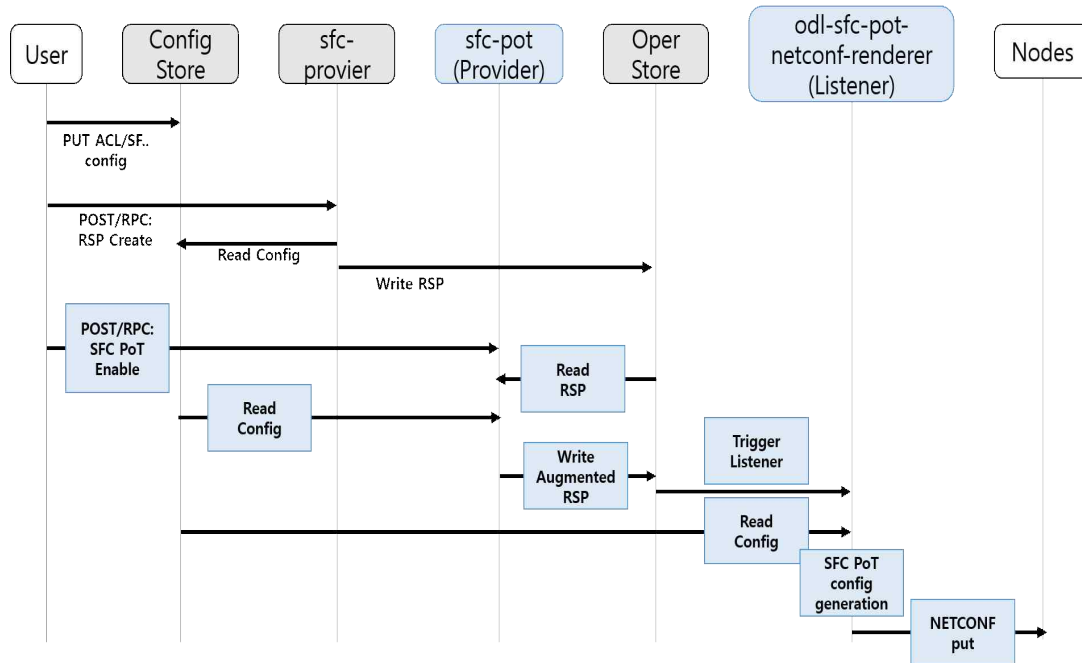 User
Config
Store
sfc-
provier
sfc-pot
(Provider)
Oper
Store
odl-sfc-pot-
netconf-renderer
(Listener)
Nodes
PUT ACL/SF..
config
POST/RPC:
RSP Create
Read Config
Write RSP
POST/RPC:
SFC PoT
Enable
Read
RSP
Read
Config
Write
Augmented
RSP
Trigger
Listener
Read
Config
SFC PoT
config
generation
NETCONF
put